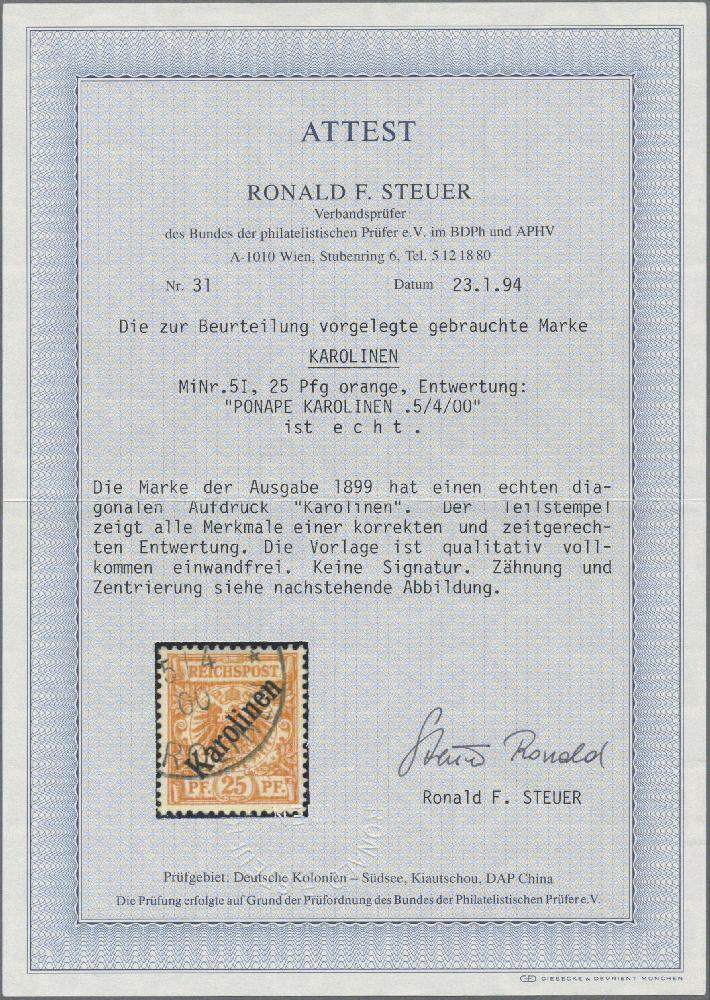 ATTEST
RONALD F. STEUER
Verbandsprüfer
des Bundes der philatelistischen Prüfer e.V. im BDPh und APHV
A-1010 Wien, Stubenring 6, Tel. 5 12 18 80
Nr. 31 Datum 23.1.94
Die zur Beurteilung vorgelegte gebrauchte Marke
KAROLINEN
MiNr.5I, 25 Pfg orange, Entwertung:
"PONAPE KAROLINEN .5/4/00"
ist e c h t .
Die Marke der Ausgabe 1899 hat einen echten dia-
gonalen Aufdruck "Karolinen". Der Teilstempel
zeigt alle Merkmale einer korrekten und zeitgerech-
ten Entwertung. Die Vorlage ist qualitativ voll-
kommen einwandfrei. Keine Signatur. Zähnung und
Zentrierung siehe nachstehende Abbildung.
5/4 *
REICHSPOST
00
Karolinen
PF. 25 PF.
Steuer Ronald
Ronald F. STEUER
Prüfgebiet: Deutsche Kolonien – Südsee, Kiautschou, DAP China
Die Prüfung erfolgte auf Grund der Prüfordnung des Bundes der Philatelistischen Prüfer e.V.
GIESECKE & DEVRIENT MÜNCHEN